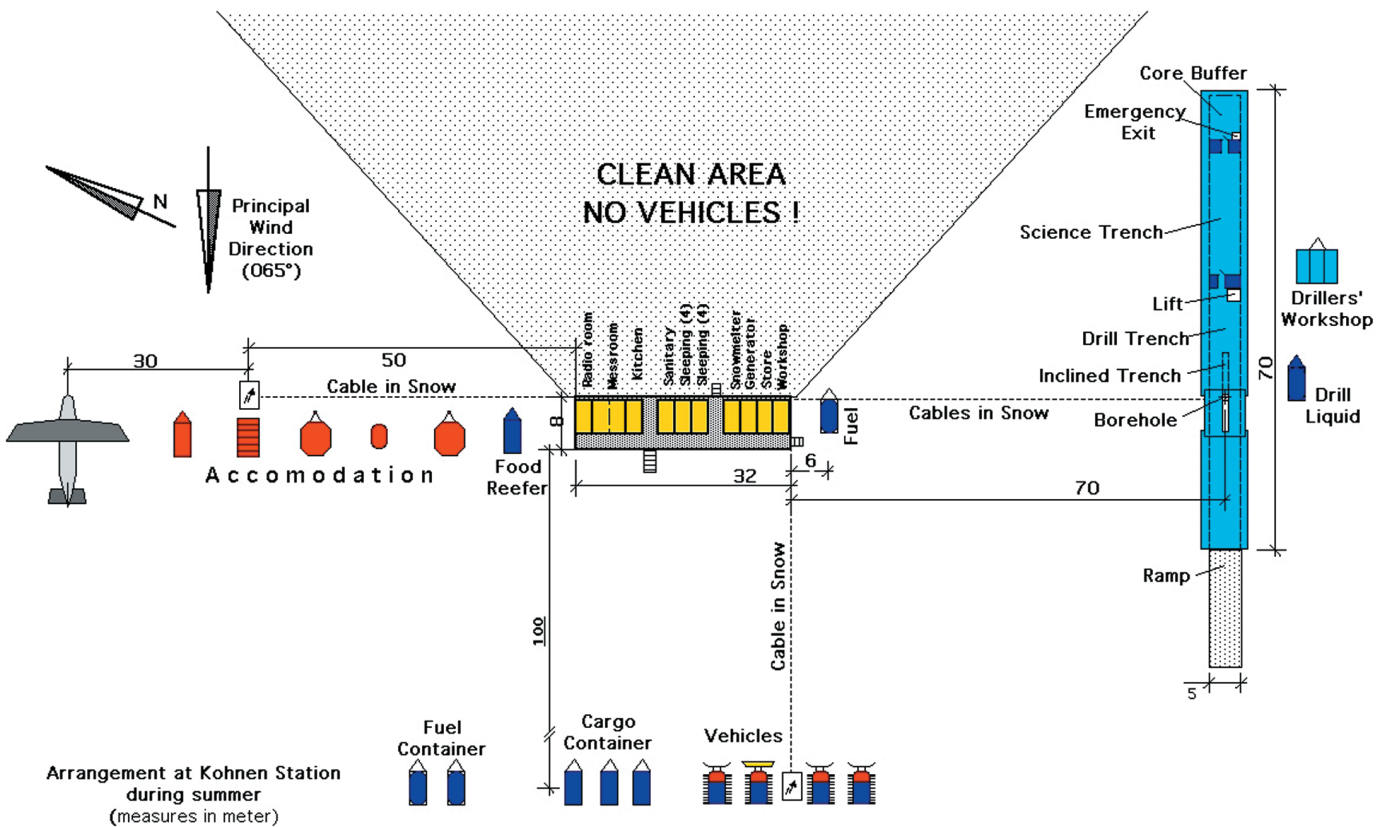 Core Buffer
Emergency
Exit
CLEAN AREA
NO VEHICLES !
N
Principal
Wind
Direction
(065°)
Science Trench
Lift
Drillers'
Workshop
Drill Trench
Inclined Trench
Borehole
Drill
Liquid
70
30
50
Cable in Snow
Radio room
Messroom
Kitchen
Sanitary
Sleeping (4)
Sleeping (4)
Snowmelter
Generator
Store
Workshop
8
Fuel
Cables in Snow
Accomodation
Food
Reefer
6
32
70
Ramp
5
Cable in Snow
100
Fuel
Container
Cargo
Container
Vehicles
Arrangement at Kohnen Station
during summer
(measures in meter)